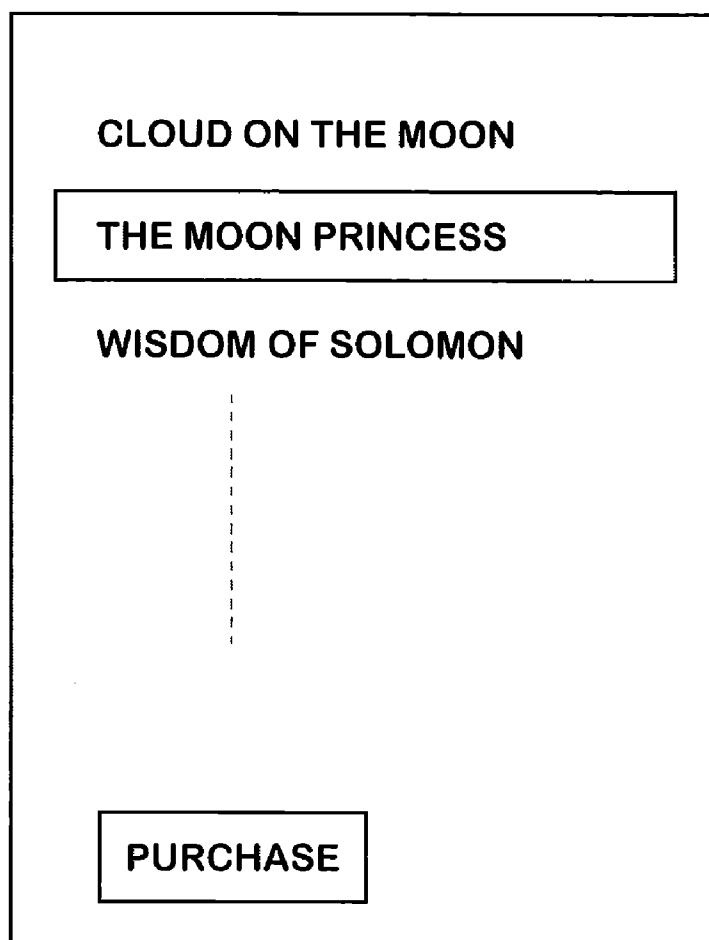 CLOUD ON THE MOON
THE MOON PRINCESS
WISDOM OF SOLOMON
PURCHASE